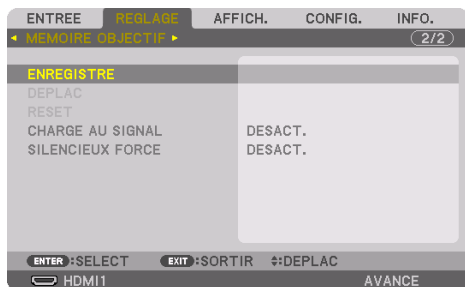 ENTREE REGLAGE AFFICH. CONFIG. INFO.
MEMOIRE OBJECTIF 2/2
ENREGISTRE
DEPLAC
RESET
CHARGE AU SIGNAL DESACT.
SILENCIEUX FORCE DESACT.
ENTER :SELECT EXIT :SORTIR :DEPLAC
HDMI1 AVANCE